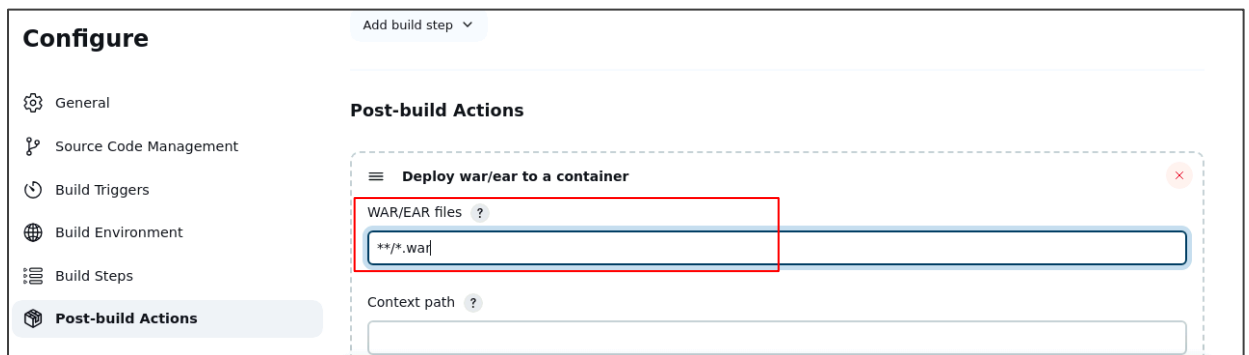 Configure
General
Source Code Management
Build Triggers
Build Environment
Build Steps
Post-build Actions
Add build step
Post-build Actions
Deploy war/ear to a container
WAR/EAR files ?
**/*.war
Context path ?